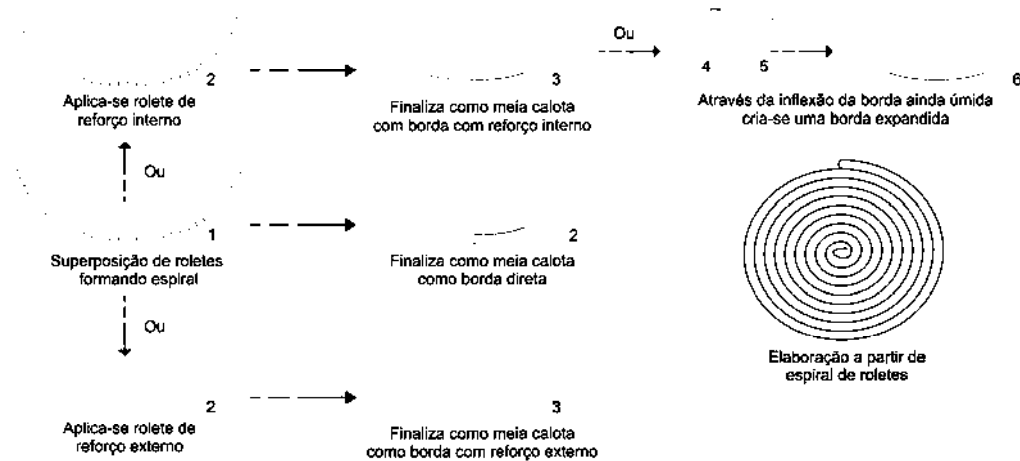 2
Aplica-se rolete de
reforço interno
3
Finaliza como meia calota
com borda com reforço interno
Ou
4
5
6
Através da inflexão da borda ainda úmida
cria-se uma borda expandida
Ou
1
Superposição de roletes
formando espiral
2
Finaliza como meia calota
como borda direta
Ou
Elaboração a partir de
espiral de roletes
2
Aplica-se rolete de
reforço externo
3
Finaliza como meia calota
como borda com reforço externo